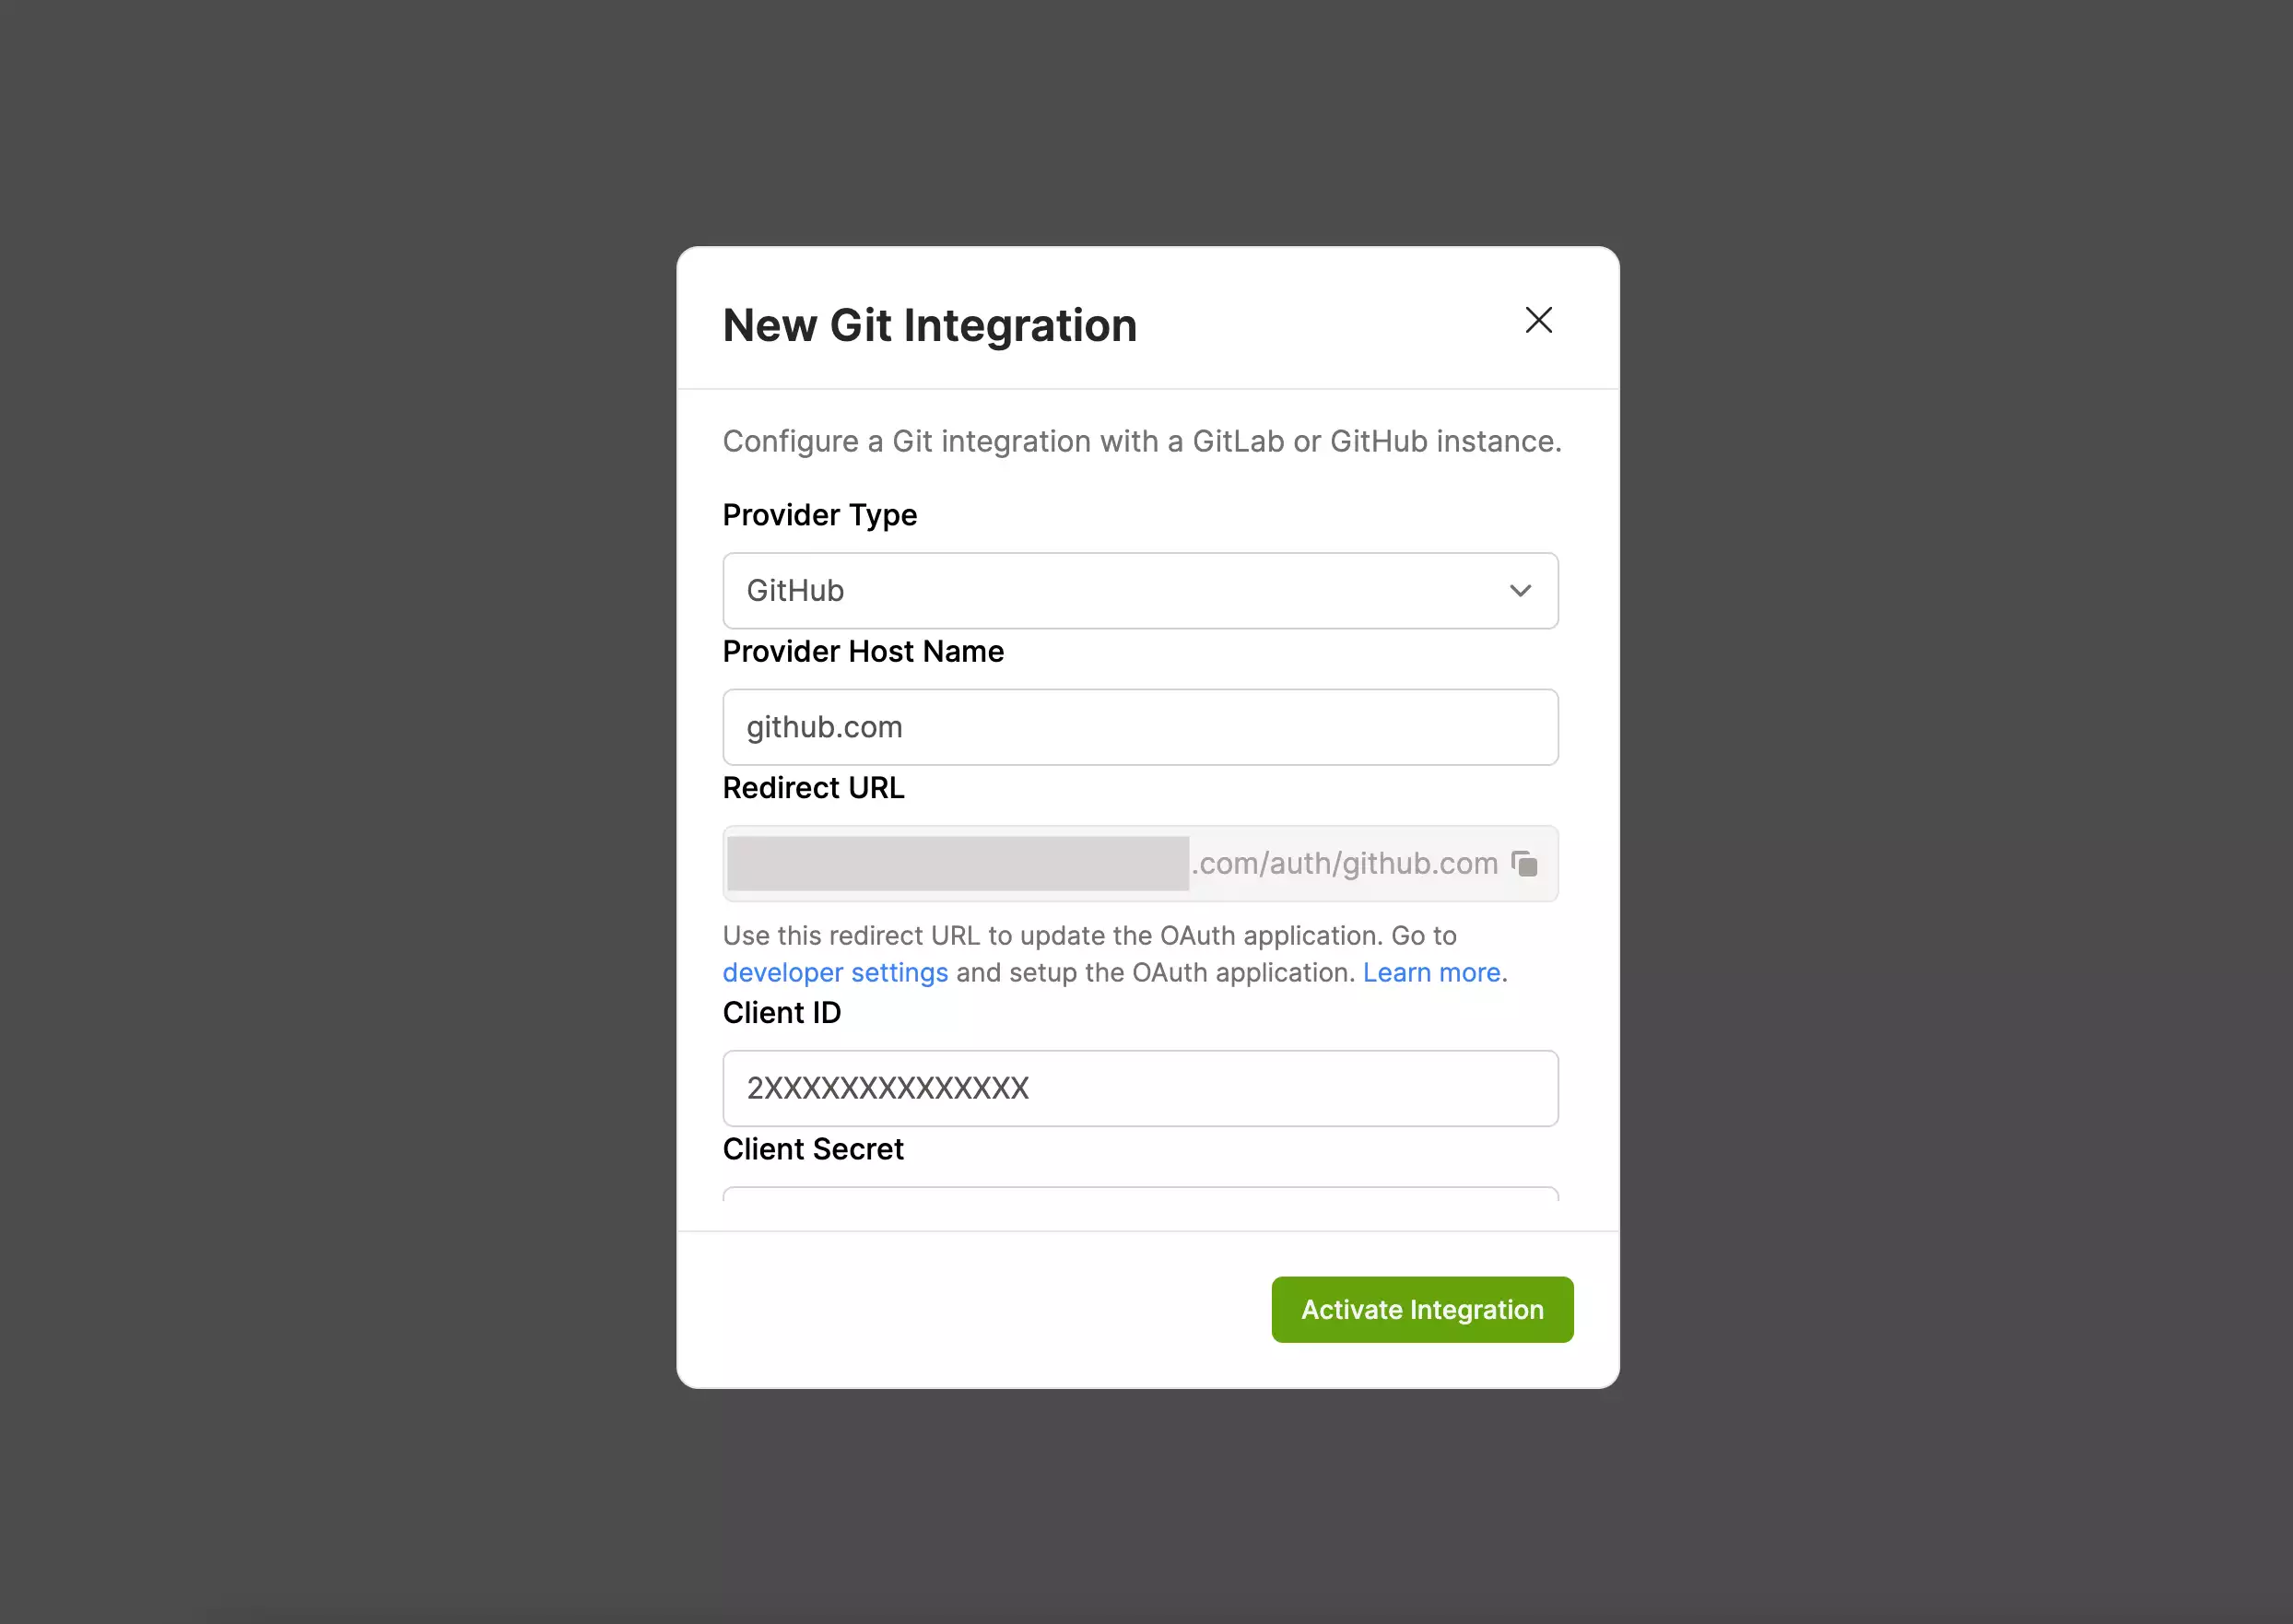 New Git Integration
Configure a Git integration with a GitLab or GitHub instance.
Provider Type
GitHub
Provider Host Name
github.com
Redirect URL
.com/auth/github.com
Use this redirect URL to update the OAuth application. Go to
developer settings and setup the OAuth application. Learn more.
Client ID
2XXXXXXXXXXXXXX
Client Secret
Activate Integration